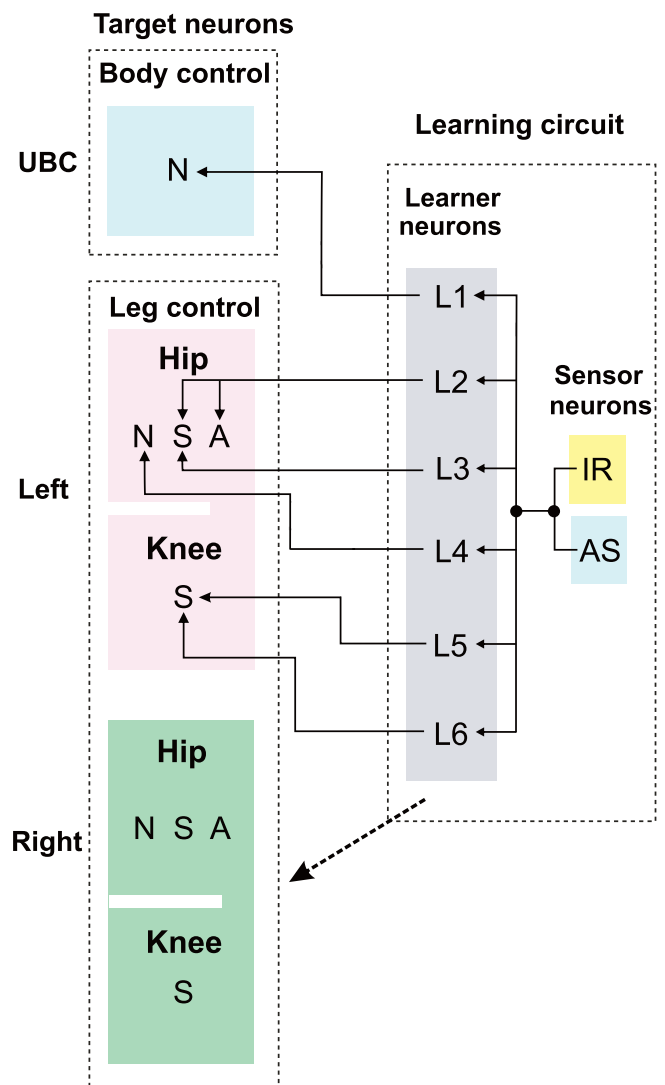 Target neurons
Body control
UBC
N
Learning circuit
Learner
neurons
L1
L2
L3
L4
L5
L6
Sensor
neurons
IR
AS
Leg control
Left
Hip
N S A
Knee
S
Right
Hip
N S A
Knee
S